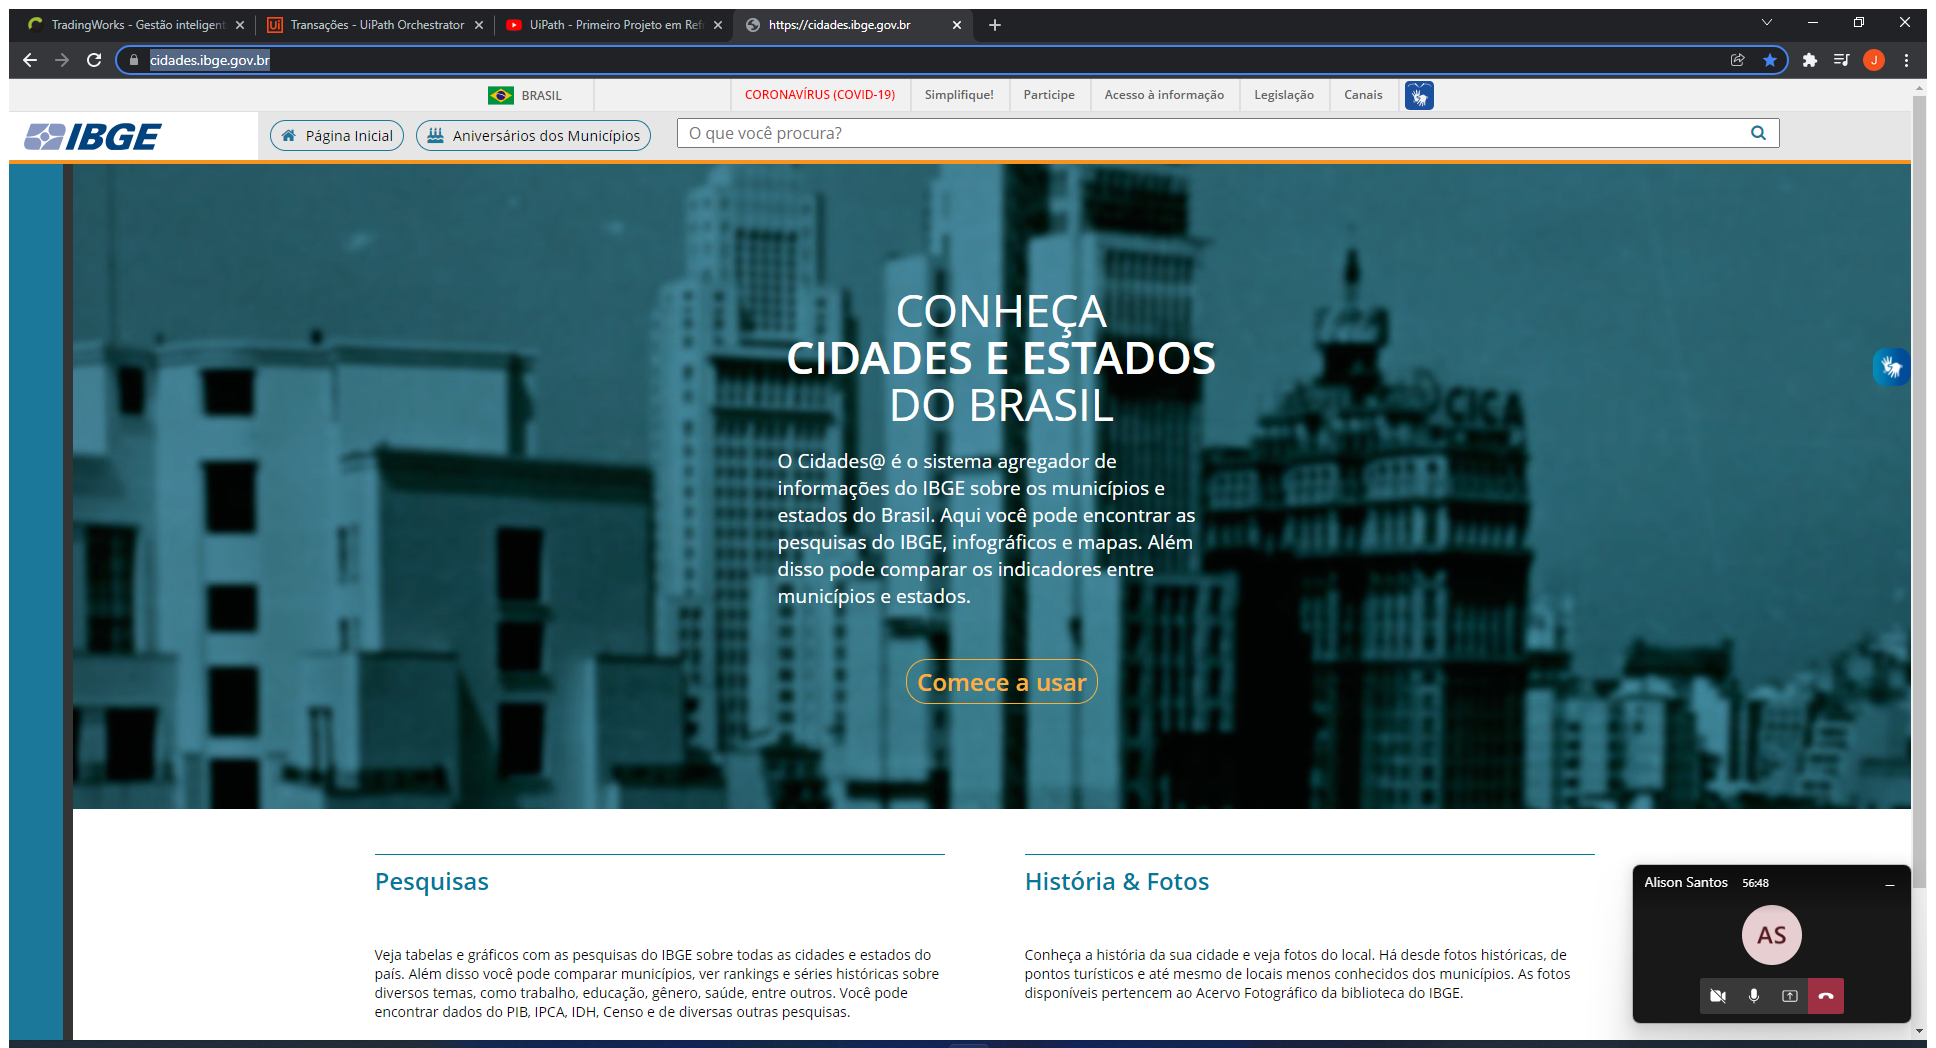 TradingWorks - Gestão inteligent
Transações - UiPath Orchestrator
UiPath - Primeiro Projeto em Refr
https://cidades.ibge.gov.br
cidades.ibge.gov.br
J
BRASIL
CORONAVÍRUS (COVID-19)
Simplifique!
Participe
Acesso à informação
Legislação
Canais
IBGE
Página Inicial
Aniversários dos Municípios
O que você procura?
CONHEÇA
CIDADES E ESTADOS
DO BRASIL
CICA
O Cidades@ é o sistema agregador de
informações do IBGE sobre os municípios e
estados do Brasil. Aqui você pode encontrar as
pesquisas do IBGE, infográficos e mapas. Além
disso pode comparar os indicadores entre
municípios e estados.
Comece a usar
Pesquisas
Veja tabelas e gráficos com as pesquisas do IBGE sobre todas as cidades e estados do
país. Além disso você pode comparar municípios, ver rankings e séries históricas sobre
diversos temas, como trabalho, educação, gênero, saúde, entre outros. Você pode
encontrar dados do PIB, IPCA, IDH, Censo e de diversas outras pesquisas.
História & Fotos
Conheça a história da sua cidade e veja fotos do local. Há desde fotos históricas, de
pontos turísticos e até mesmo de locais menos conhecidos dos municípios. As fotos
disponíveis pertencem ao Acervo Fotográfico da biblioteca do IBGE.
Alison Santos 56:48
AS